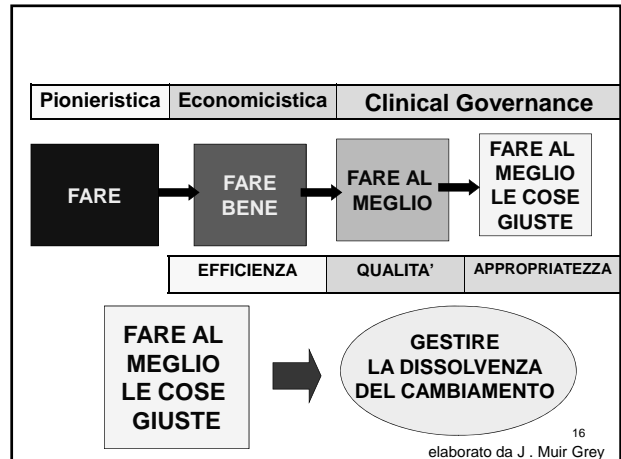 Pionieristica Economicistica Clinical Governance
FARE
FARE
BENE
FARE AL
MEGLIO
FARE AL
MEGLIO
LE COSE
GIUSTE
EFFICIENZA QUALITA' APPROPRIATEZZA
FARE AL
MEGLIO
LE COSE
GIUSTE
GESTIRE
LA DISSOLVENZA
DEL CAMBIAMENTO
16
elaborato da J . Muir Grey